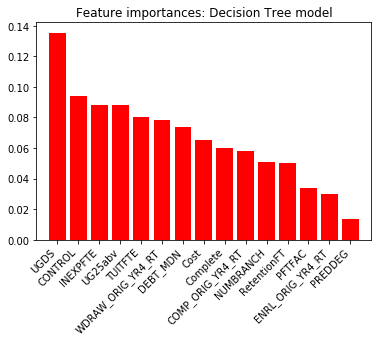 Feature importances: Decision Tree model
0.14
0.12
0.10
0.08
0.06
0.04
0.02
0.00
UGDS
CONTROL
INEXPFTE
UG25abv
TUITFTE
WDRAW_ORIG_YR4_RT
DEBT_MDN
Cost
Complete
COMP_ORIG_YR4_RT
NUMBRANCH
RetentionFT
PFTFAC
ENRL_ORIG_YR4_RT
PREDDEG